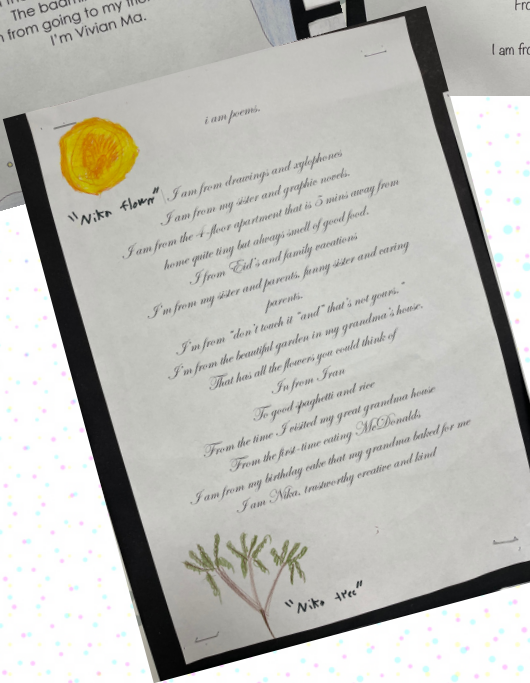 The badmi
from going to my
I'm Vivian Ma.
Fro
I am fro
i am poems.
"Nika flower"
I am from drawings and xylophones
I am from my sister and graphic novels.
I am from the 4-floor apartment that is 5 mins away from
home quite tiny but always smell of good food.
I from Eid's and family vacations
I'm from my sister and parents, funny sister and caring
parents.
I'm from "don't touch it "and" that's not yours."
I'm from the beautiful garden in my grandma's house.
That has all the flowers you could think of
In from Iran
To good spaghetti and rice
From the time I visited my great grandma house
From the first-time eating McDonalds
I am from my birthday cake that my grandma baked for me
I am Nika, trustworthy creative and kind
;
"Nika tree"